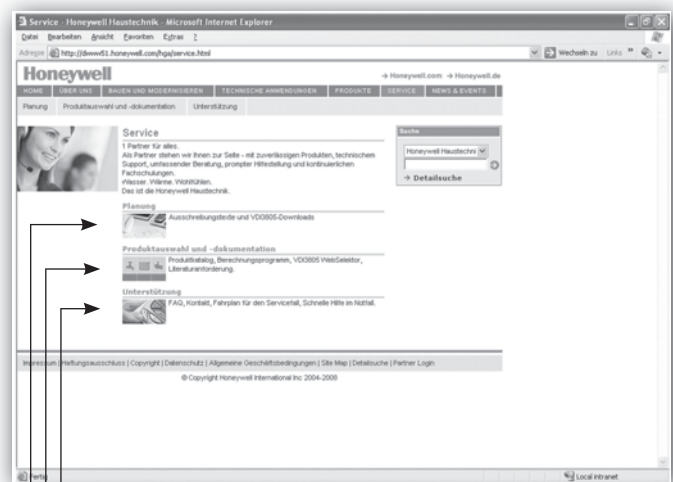 Service - Honeywell Haustechnik - Microsoft Internet Explorer
Datei Bearbeiten Ansicht Favoriten Extras ?
Adresse http://dwww51.honeywell.com/hga/service.html Wechseln zu Links »
Honeywell
→ Honeywell.com → Honeywell.de
HOME ÜBER UNS BAUEN UND MODERNISIEREN TECHNISCHE ANWENDUNGEN PRODUKTE SERVICE NEWS & EVENTS
Planung Produktauswahl und -dokumentation Unterstützung
Service
1 Partner für alles.
Als Partner stehen wir Ihnen zur Seite - mit zuverlässigen Produkten, technischem
Support, umfassender Beratung, prompter Hilfestellung und kontinuierlichen
Fachschulungen.
Wasser. Wärme. Wohlfühlen.
Das ist die Honeywell Haustechnik.
Suche
Honeywell Haustechni
→ Detailsuche
Planung
Ausschreibungstexte und VDI3805-Downloads
Produktauswahl und -dokumentation
Produktkatalog, Berechnungsprogramm, VDI3805 WebSelektor,
Literaturanforderung.
Unterstützung
FAQ, Kontakt, Fahrplan für den Servicefall, Schnelle Hilfe im Notfall.
Impressum | Haftungsausschluss | Copyright | Datenschutz | Allgemeine Geschäftsbedingungen | Site Map | Detailsuche | Partner Login
© Copyright Honeywell International Inc 2004-2008
Fertig Local intranet